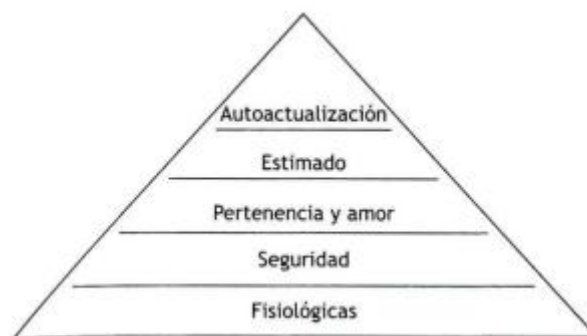 Autoactualización
Estimado
Pertenencia y amor
Seguridad
Fisiológicas